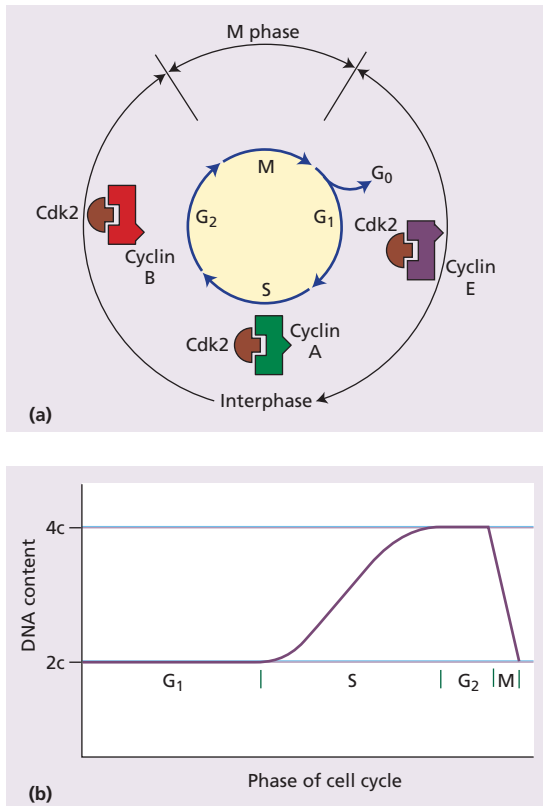 M phase
M
G0
G2
G1
Cdk2
Cyclin
B
Cdk2
Cyclin
E
S
Cdk2
Cyclin
A
Interphase
(a)
4c
DNA content
2c
G1
S
G2
M
Phase of cell cycle
(b)